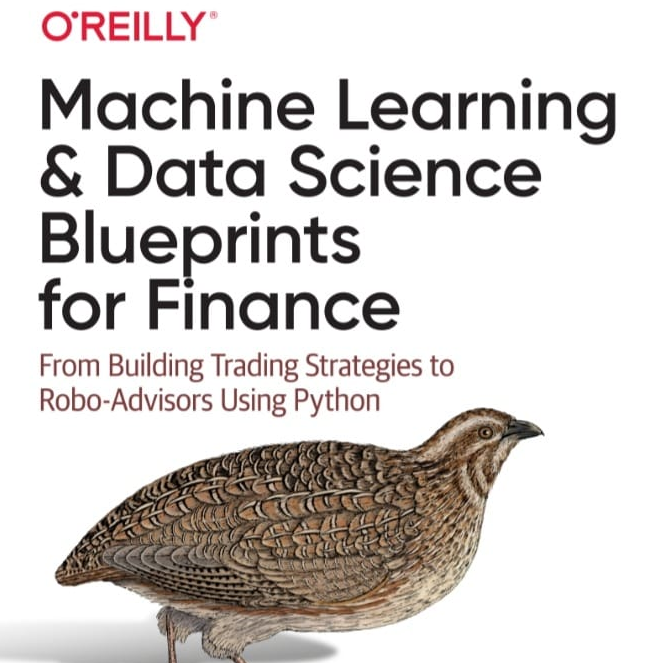 O'REILLY®
Machine Learning
& Data Science
Blueprints
for Finance
From Building Trading Strategies to
Robo-Advisors Using Python